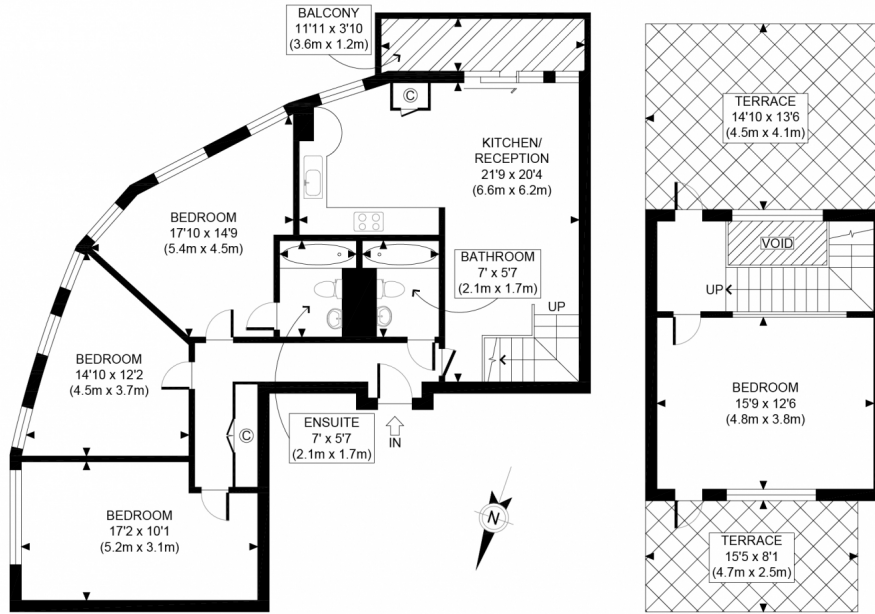 BALCONY
11'11 x 3'10
(3.6m x 1.2m)
C
KITCHEN/
RECEPTION
21'9 x 20'4
(6.6m x 6.2m)
BEDROOM
17'10 x 14'9
(5.4m x 4.5m)
BATHROOM
7' x 5'7
(2.1m x 1.7m)
UP
BEDROOM
14'10 x 12'2
(4.5m x 3.7m)
ENSUITE
7' x 5'7
(2.1m x 1.7m)
IN
C
BEDROOM
17'2 x 10'1
(5.2m x 3.1m)
N
TERRACE
14'10 x 13'6
(4.5m x 4.1m)
VOID
UP
BEDROOM
15'9 x 12'6
(4.8m x 3.8m)
TERRACE
15'5 x 8'1
(4.7m x 2.5m)